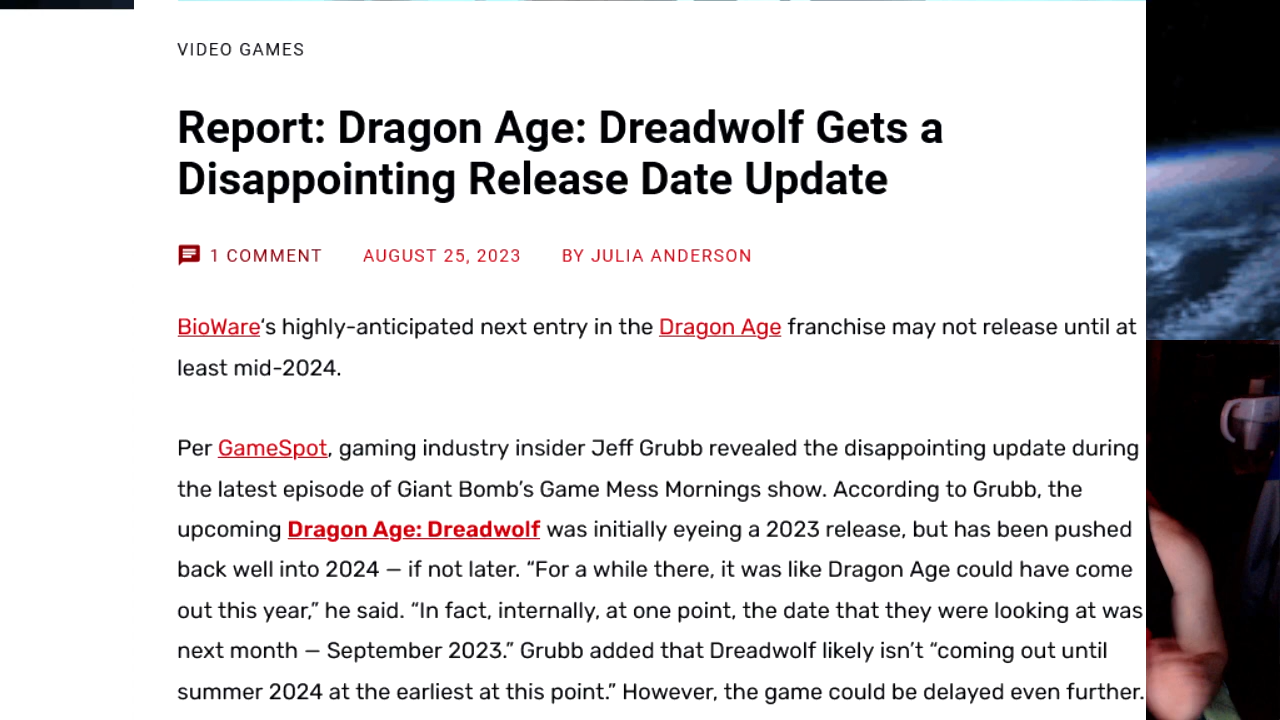 VIDEO GAMES
Report: Dragon Age: Dreadwolf Gets a
Disappointing Release Date Update
1 COMMENT AUGUST 25, 2023 BY JULIA ANDERSON
BioWare‘s highly-anticipated next entry in the Dragon Age franchise may not release until at
least mid-2024.
Per GameSpot, gaming industry insider Jeff Grubb revealed the disappointing update during
the latest episode of Giant Bomb’s Game Mess Mornings show. According to Grubb, the
upcoming Dragon Age: Dreadwolf was initially eyeing a 2023 release, but has been pushed
back well into 2024 — if not later. “For a while there, it was like Dragon Age could have come
out this year,” he said. “In fact, internally, at one point, the date that they were looking at was
next month — September 2023.” Grubb added that Dreadwolf likely isn’t “coming out until
summer 2024 at the earliest at this point.” However, the game could be delayed even further.